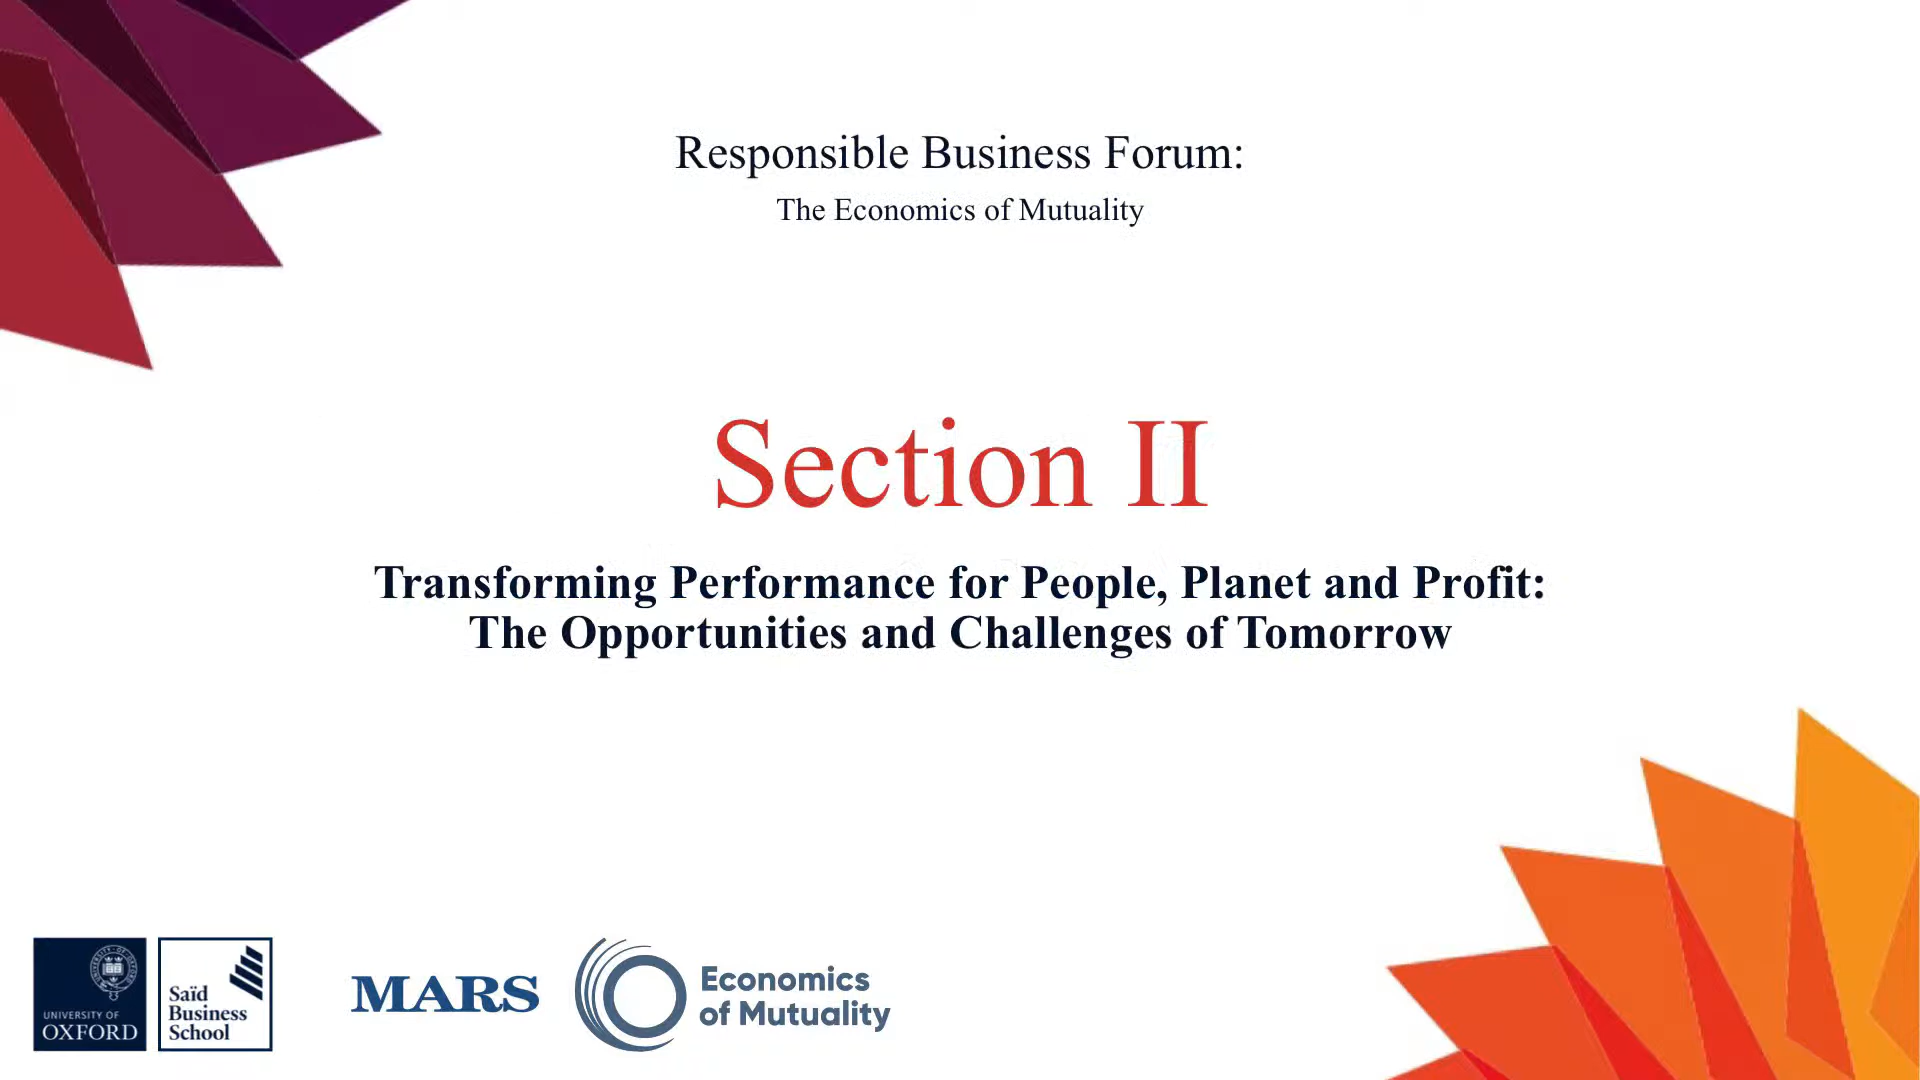 Responsible Business Forum:
The Economics of Mutuality
Section II
Transforming Performance for People, Planet and Profit:
The Opportunities and Challenges of Tomorrow
UNIVERSITY OF
OXFORD
Saïd
Business
School
MARS
Economics
of Mutuality